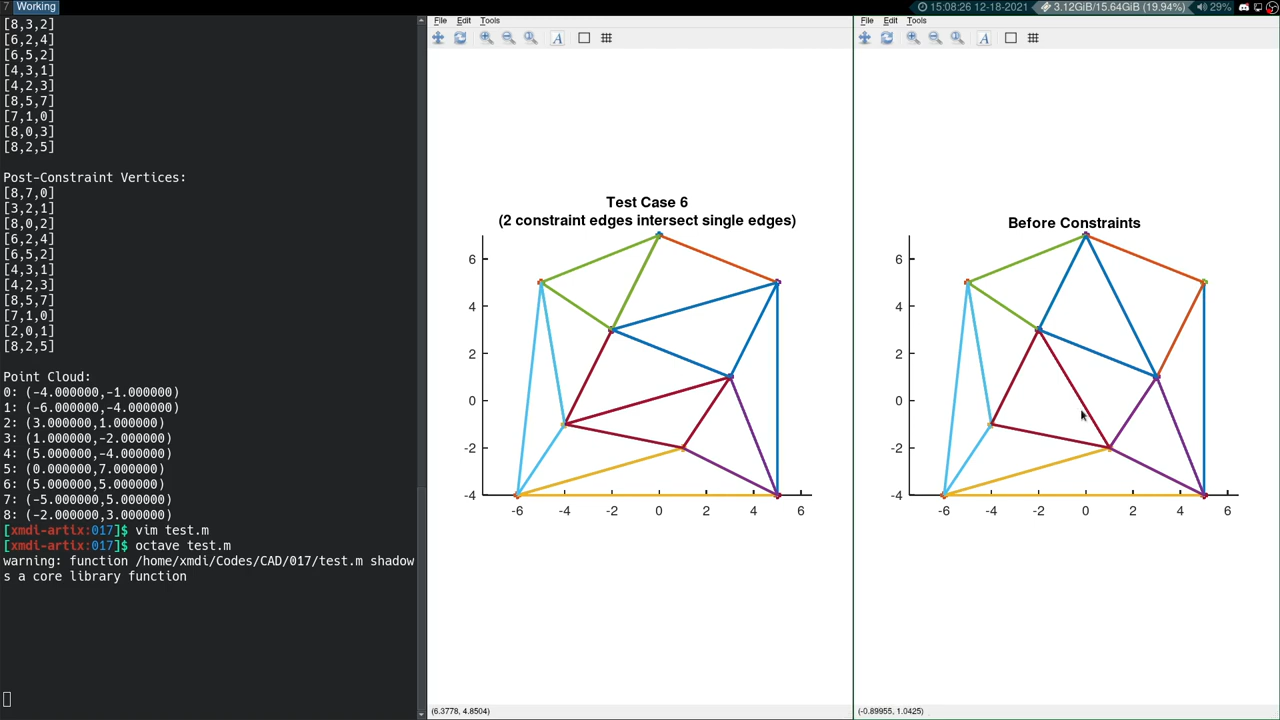 7 Working
15:08:26 12-18-2021 3.12GiB/15.64GiB (19.94%) 29%
[8,3,2]
[6,2,4]
[6,5,2]
[4,3,1]
[4,2,3]
[8,5,7]
[7,1,0]
[8,0,3]
[8,2,5]
Post-Constraint Vertices:
[8,7,0]
[3,2,1]
[8,0,2]
[6,2,4]
[6,5,2]
[4,3,1]
[4,2,3]
[8,5,7]
[7,1,0]
[2,0,1]
[8,2,5]
Point Cloud:
0: (-4.000000,-1.000000)
1: (-6.000000,-4.000000)
2: (3.000000,1.000000)
3: (1.000000,-2.000000)
4: (5.000000,-4.000000)
5: (0.000000,7.000000)
6: (5.000000,5.000000)
7: (-5.000000,5.000000)
8: (-2.000000,3.000000)
[xmdi-artix:017]$ vim test.m
[xmdi-artix:017]$ octave test.m
warning: function /home/xmdi/Codes/CAD/017/test.m shadow
s a core library function
File Edit Tools
A
Test Case 6
(2 constraint edges intersect single edges)
6
4
2
0
-2
-4
-6 -4 -2 0 2 4 6
(6.3778, 4.8504)
File Edit Tools
A
Before Constraints
6
4
2
0
-2
-4
-6 -4 -2 0 2 4 6
(-0.89955, 1.0425)